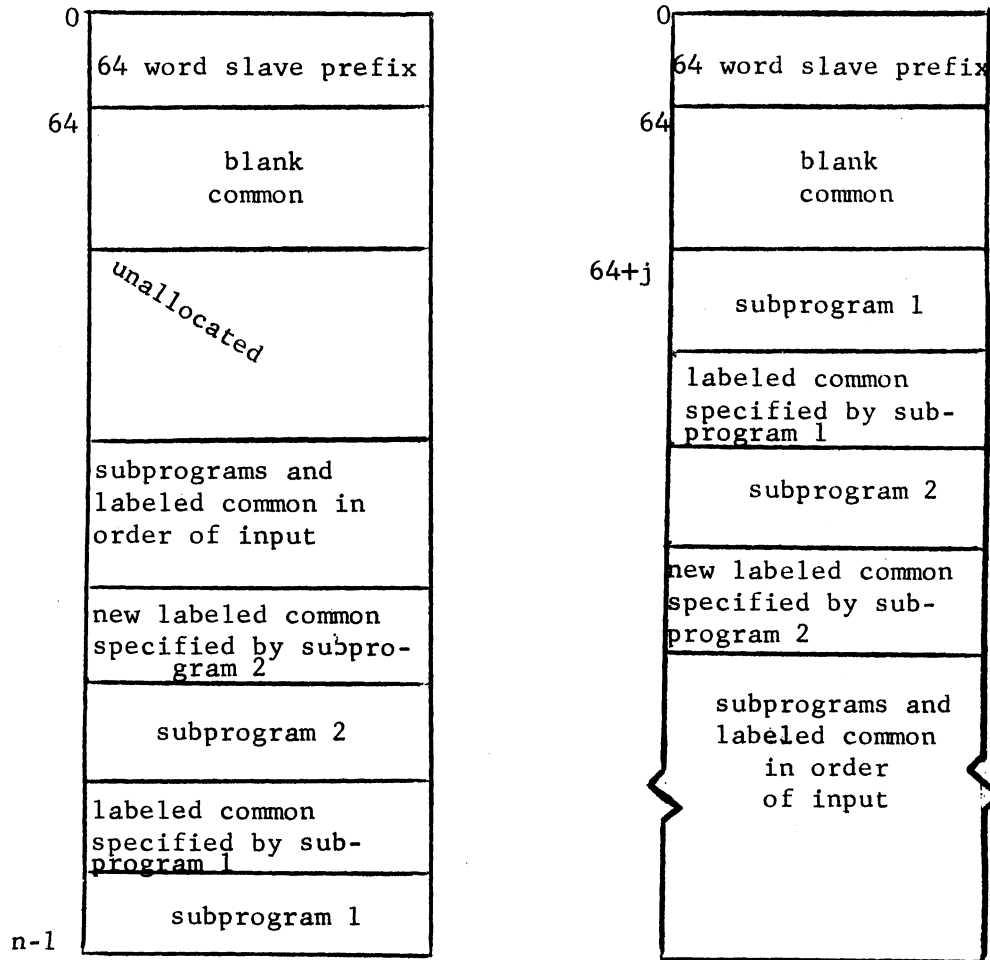 0
64 word slave prefix
64
blank
common
unallocated
subprograms and
labeled common in
order of input
new labeled common
specified by subpro-
gram 2
subprogram 2
labeled common
specified by sub-
program 1
subprogram 1
n-1
0
64 word slave prefix
64
blank
common
64+j
subprogram 1
labeled common
specified by sub-
program 1
subprogram 2
new labeled common
specified by sub-
program 2
subprograms and
labeled common
in order
of input